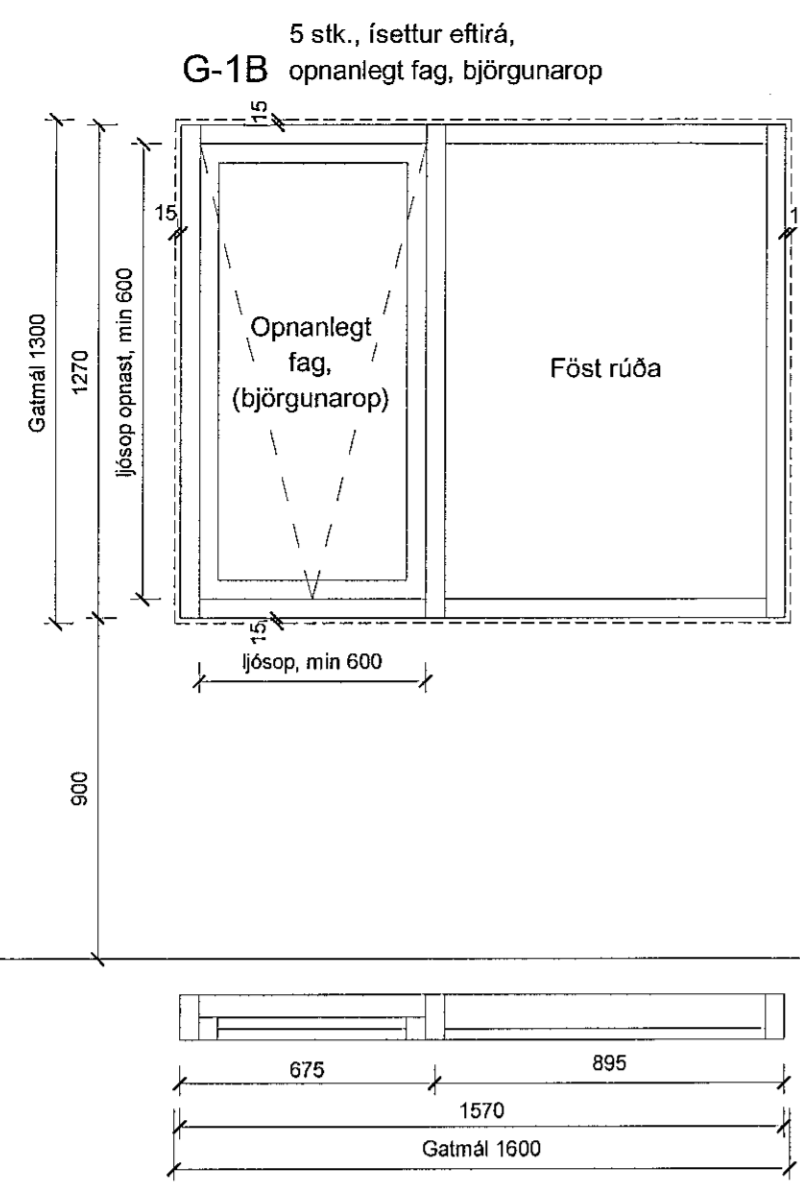 5 stk., ísettur eftirá,
G-1B opnanlegt fag, björgunarop
15
15
1
Gatmál 1300
1270
ljósop opnast, min 600
Opnanlegt
fag,
(björgunarop)
Föst rúða
15
ljósop, min 600
900
675
895
1570
Gatmál 1600